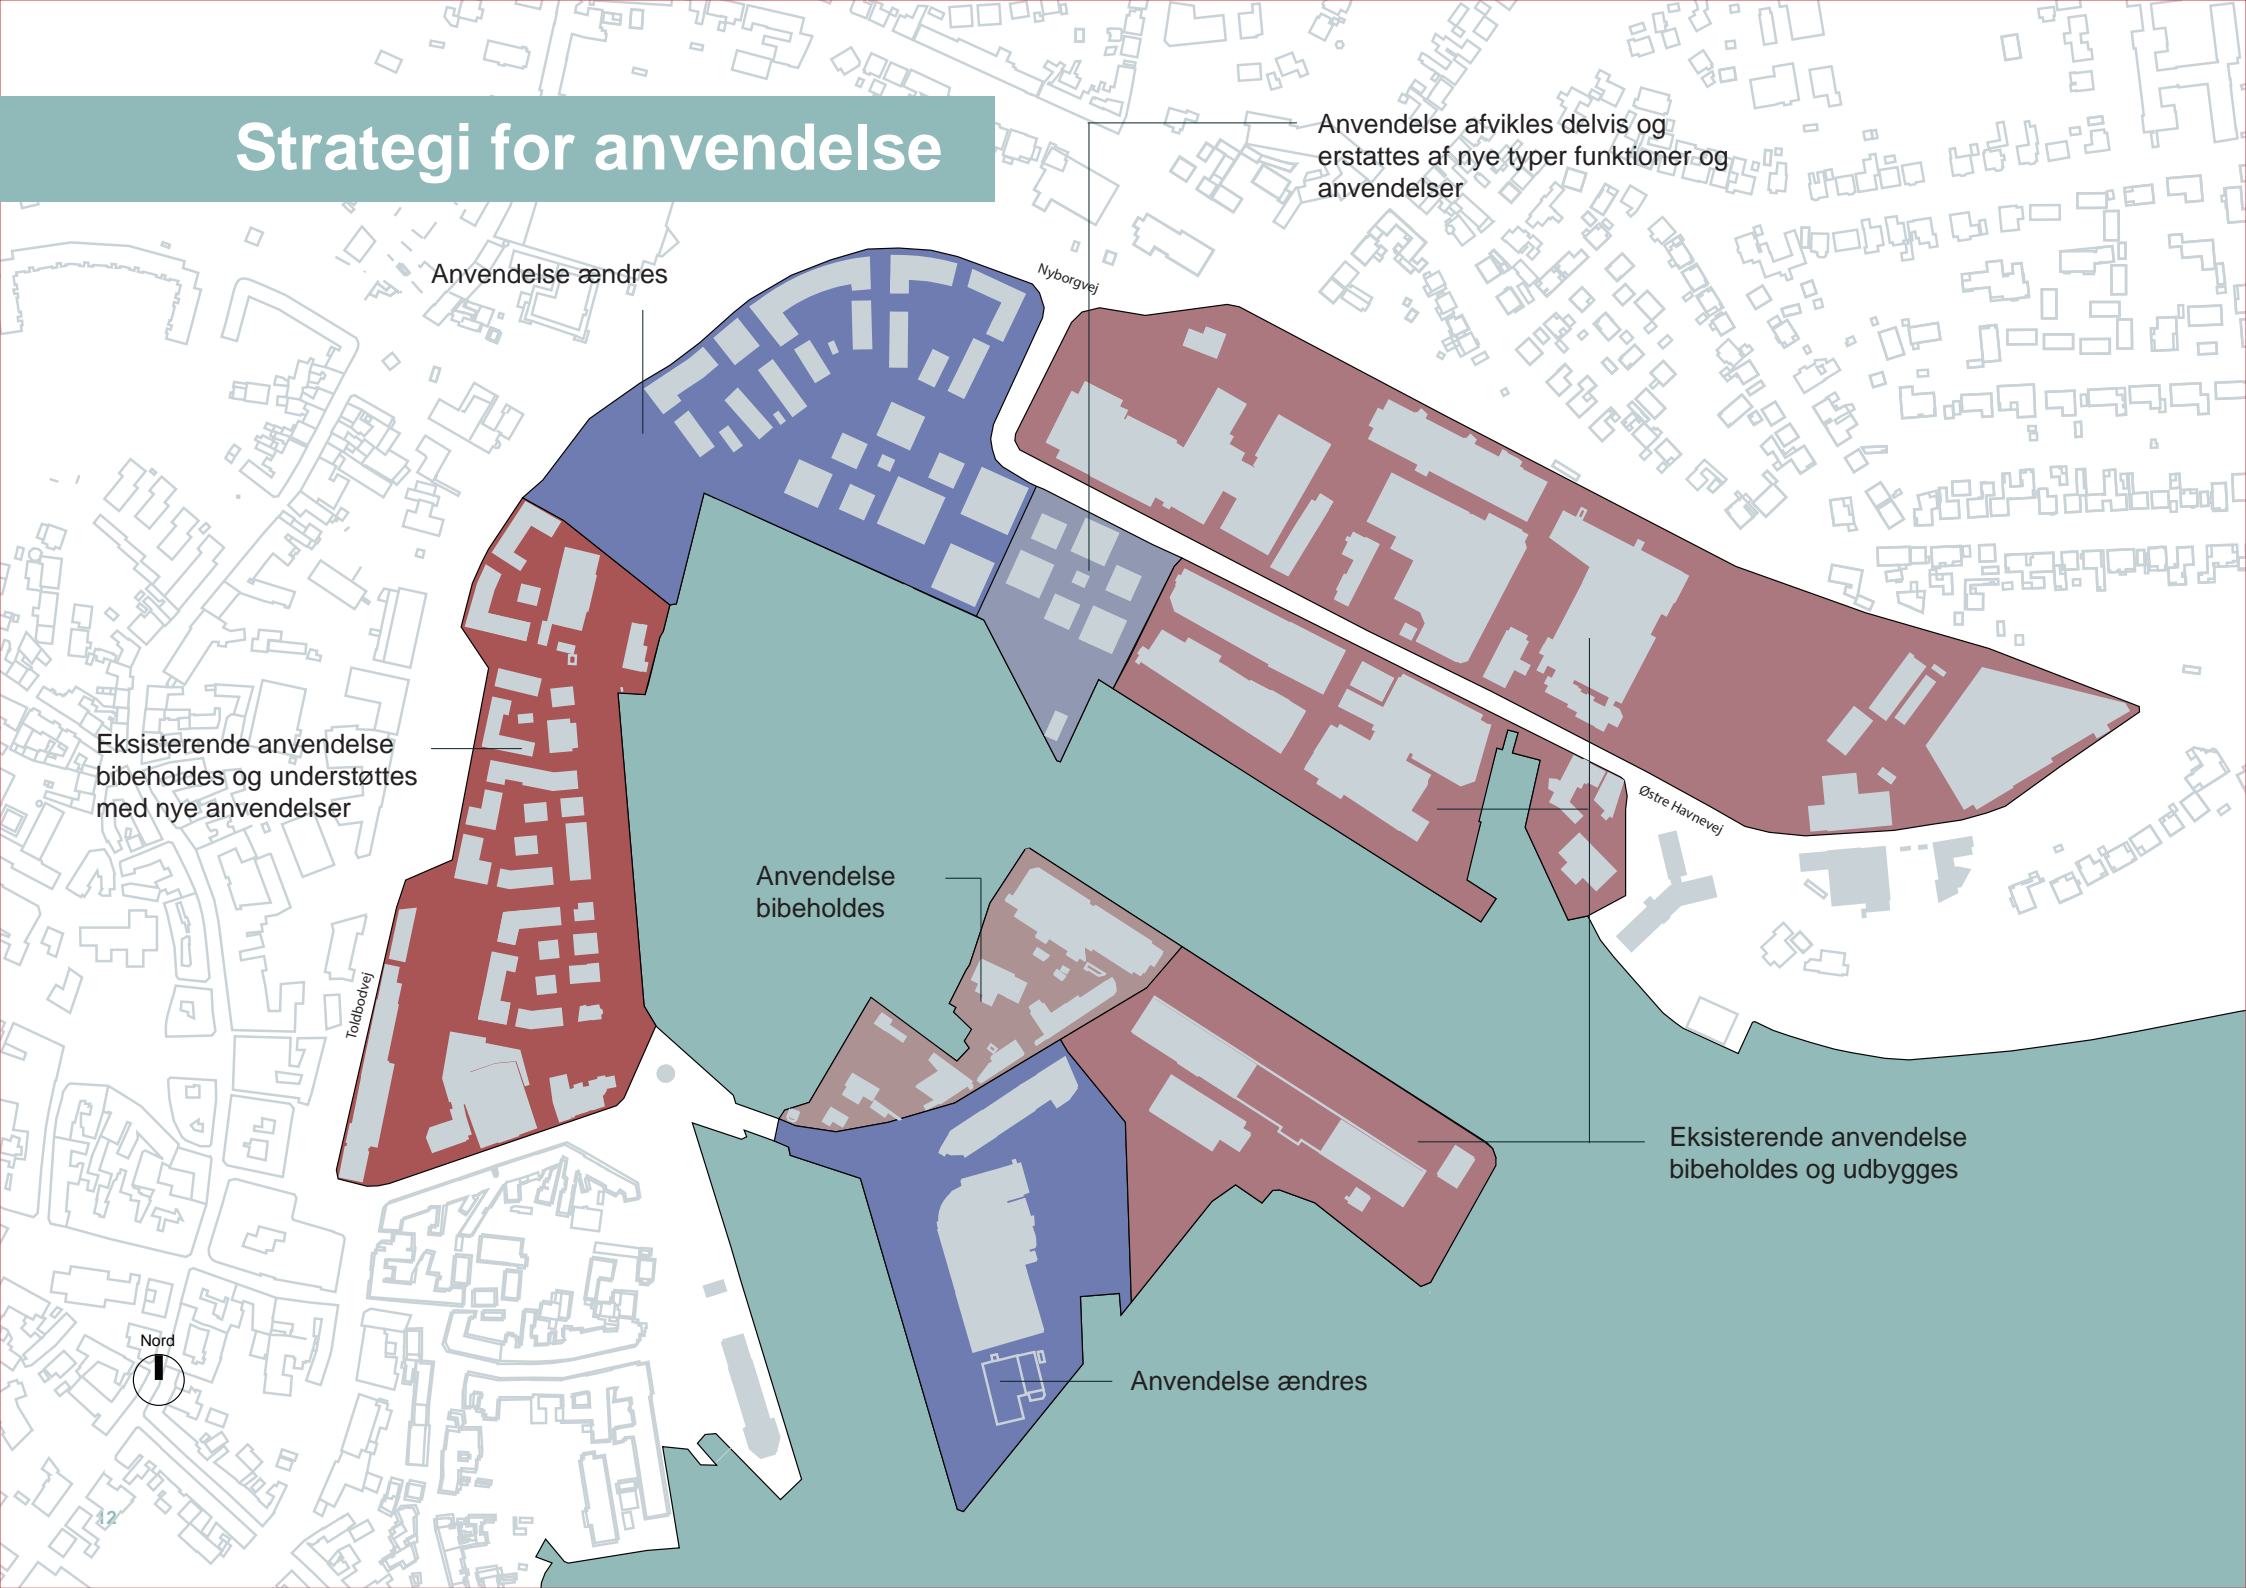 Strategi for anvendelse
Anvendelse afvikles delvis og
erstattes af nye typer funktioner og
anvendelser
Anvendelse ændres
Nyborgvej
Eksisterende anvendelse
bibeholdes og understøttes
med nye anvendelser
Østre Havnevej
Anvendelse
bibeholdes
Toldbodvej
Eksisterende anvendelse
bibeholdes og udbygges
Nord
Anvendelse ændres
12